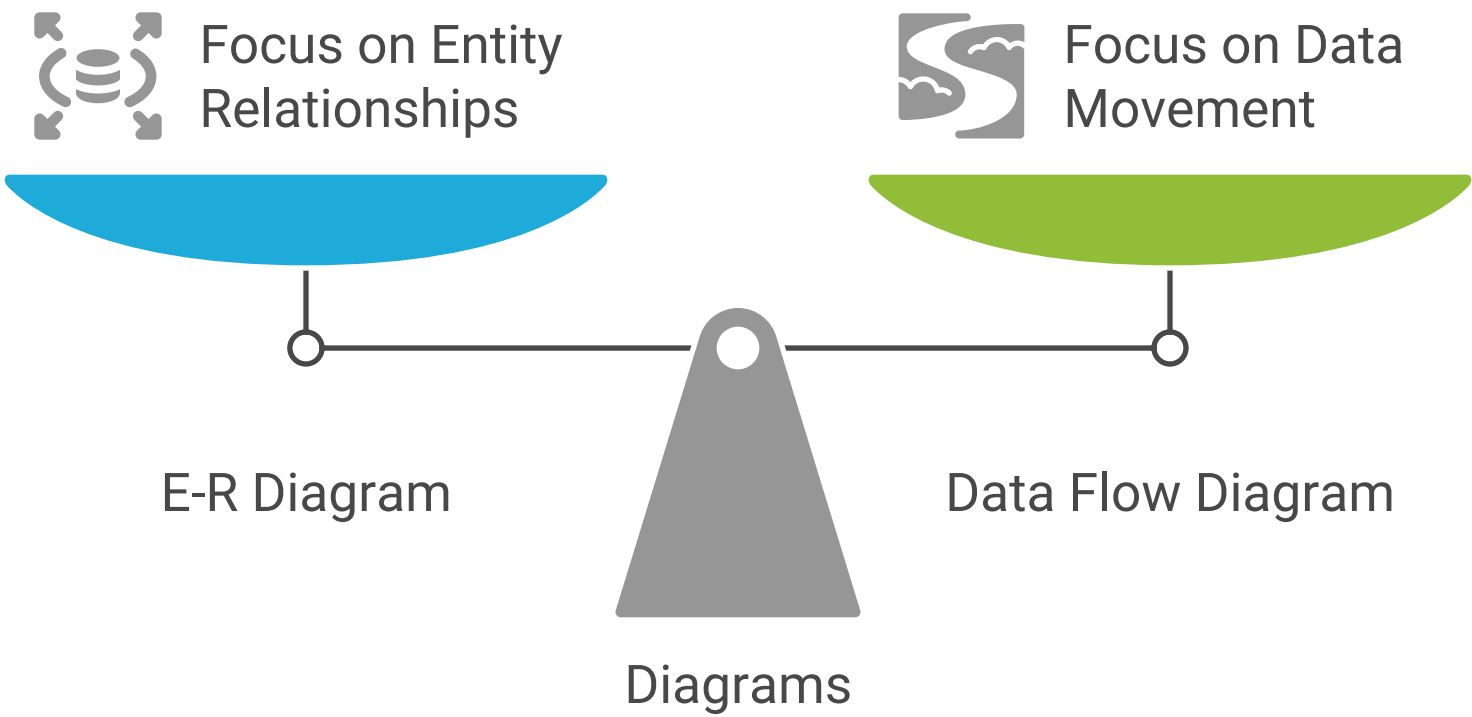 Focus on Entity
Relationships
Focus on Data
Movement
E-R Diagram
Data Flow Diagram
Diagrams